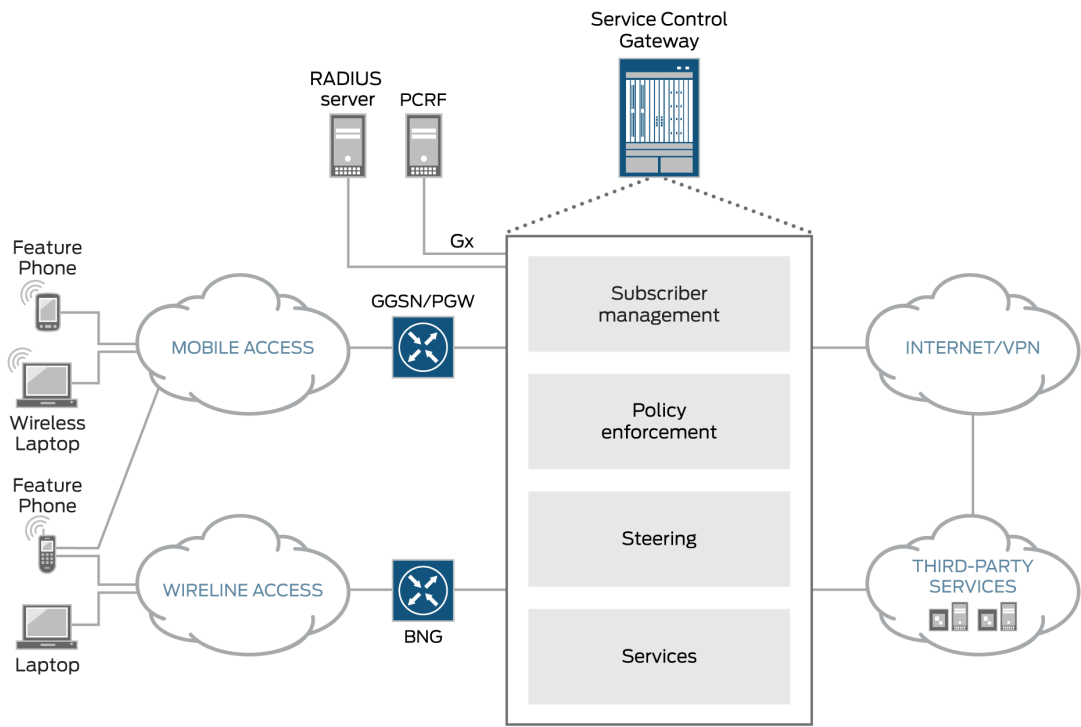 Service Control
Gateway
RADIUS
server
PCRF
Gx
Feature
Phone
GGSN/PGW
MOBILE ACCESS
Wireless
Laptop
Feature
Phone
WIRELINE ACCESS
BNG
Laptop
Subscriber
management
Policy
enforcement
Steering
Services
INTERNET/VPN
THIRD-PARTY
SERVICES